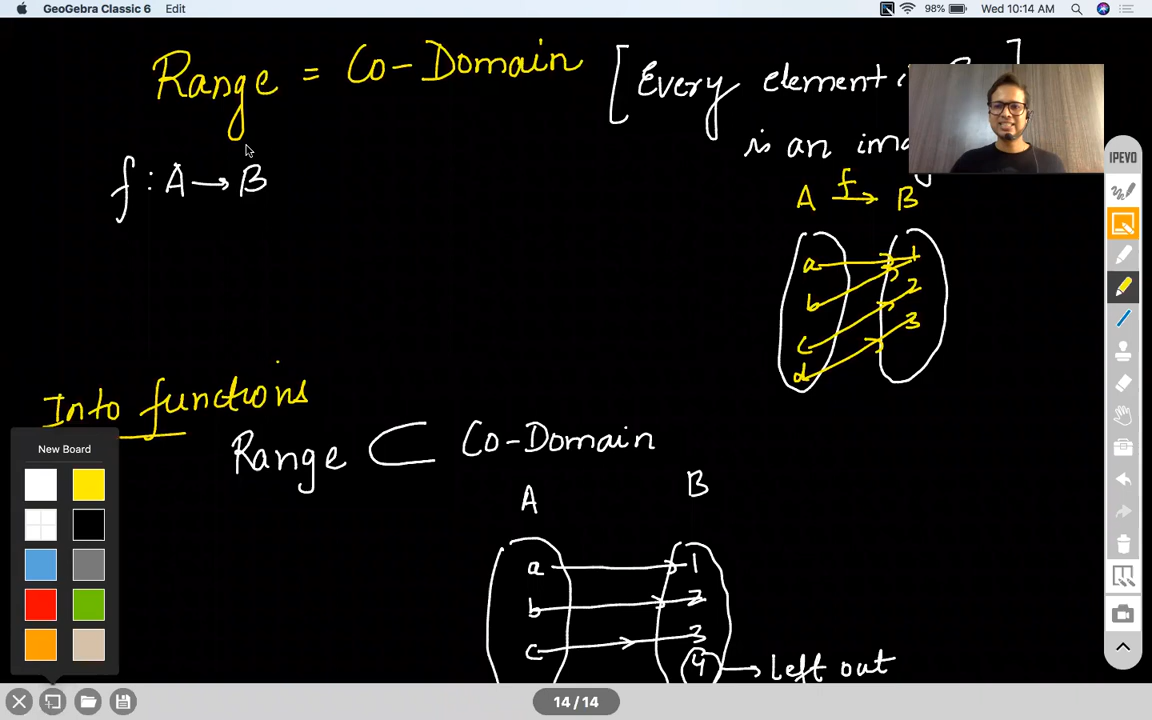 GeoGebra Classic 6 Edit 98% Wed 10:14 AM
Range = Co-Domain [Every element ]
is an
f : A → B
A f→ B
a 1
b 2
c 3
d
IPEVO
Into functions
Range ⊂ Co-Domain
New Board
A B
a 1
b 2
c 3
4 → left out
14/14